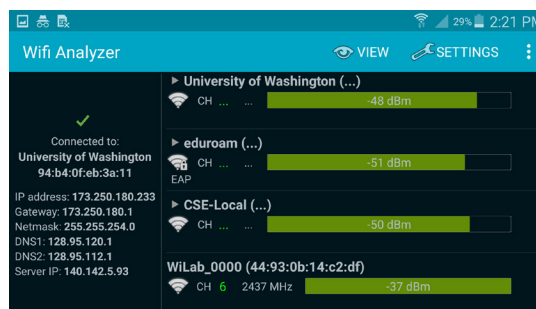 29% 2:21 PM
Wifi Analyzer VIEW SETTINGS
Connected to:
University of Washington
94:b4:0f:eb:3a:11
IP address: 173.250.180.233
Gateway: 173.250.180.1
Netmask: 255.255.254.0
DNS1: 128.95.120.1
DNS2: 128.95.112.1
Server IP: 140.142.5.93
University of Washington (...)
CH ... ... -48 dBm
eduroam (...)
CH ... ... -51 dBm
EAP
CSE-Local (...)
CH ... ... -50 dBm
WiLab_0000 (44:93:0b:14:c2:df)
CH 6 2437 MHz -37 dBm